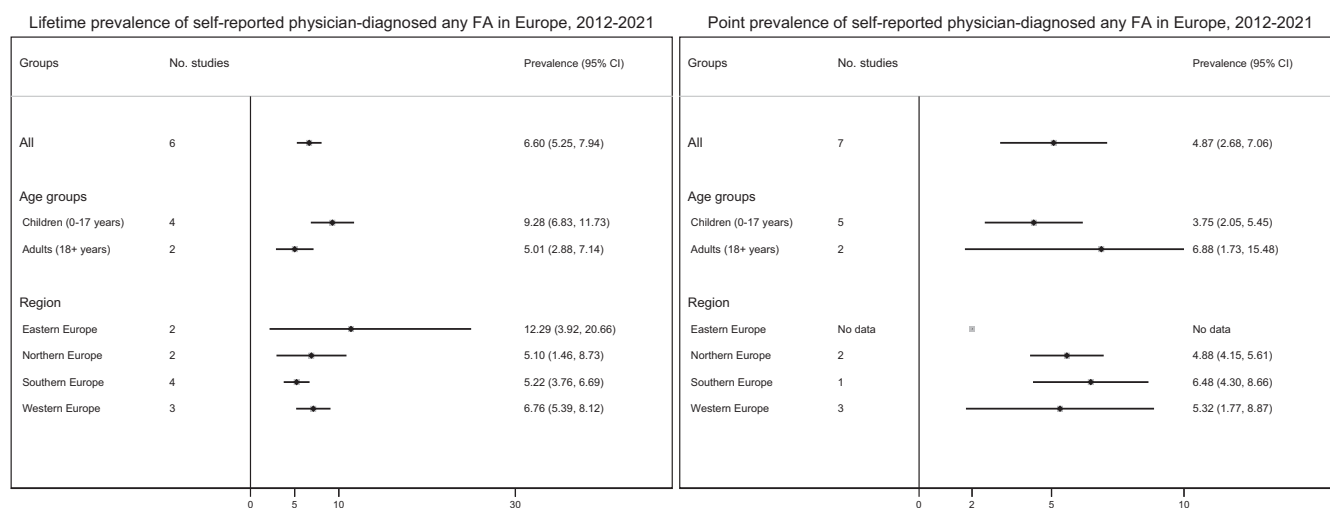 Lifetime prevalence of self-reported physician-diagnosed any FA in Europe, 2012-2021
Groups No. studies Prevalence (95% CI)
All 6 6.60 (5.25, 7.94)
Age groups
Children (0-17 years) 4 9.28 (6.83, 11.73)
Adults (18+ years) 2 5.01 (2.88, 7.14)
Region
Eastern Europe 2 12.29 (3.92, 20.66)
Northern Europe 2 5.10 (1.46, 8.73)
Southern Europe 4 5.22 (3.76, 6.69)
Western Europe 3 6.76 (5.39, 8.12)
0 5 10 30
Point prevalence of self-reported physician-diagnosed any FA in Europe, 2012-2021
Groups No. studies Prevalence (95% CI)
All 7 4.87 (2.68, 7.06)
Age groups
Children (0-17 years) 5 3.75 (2.05, 5.45)
Adults (18+ years) 2 6.88 (1.73, 15.48)
Region
Eastern Europe No data No data
Northern Europe 2 4.88 (4.15, 5.61)
Southern Europe 1 6.48 (4.30, 8.66)
Western Europe 3 5.32 (1.77, 8.87)
0 2 5 10